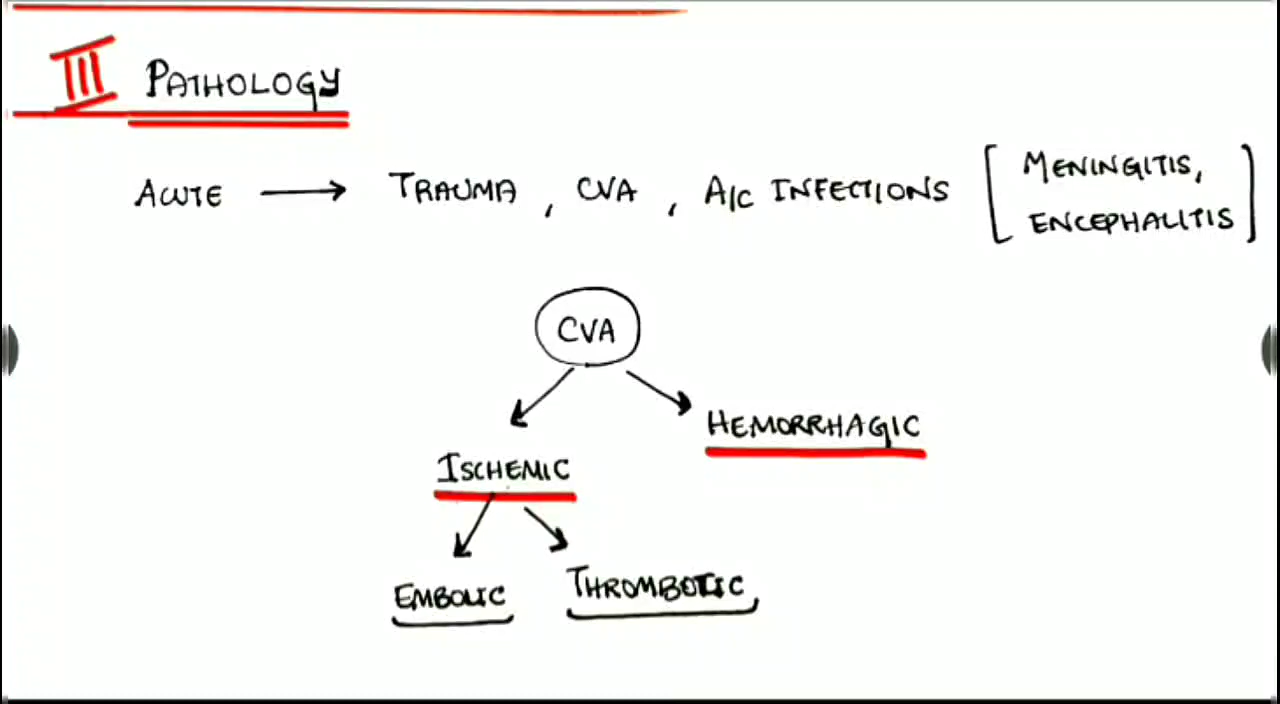 III PATHOLOGY
ACUTE → TRAUMA, CVA, A/C INFECTIONS [MENINGITIS,
ENCEPHALITIS]
CVA
HEMORRHAGIC
ISCHEMIC
EMBOLIC THROMBOTIC